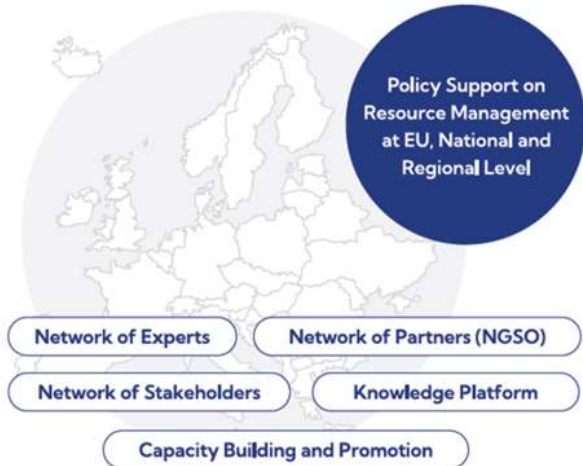 Policy Support on
Resource Management
at EU, National and
Regional Level
Network of Experts
Network of Partners (NGSO)
Network of Stakeholders
Knowledge Platform
Capacity Building and Promotion